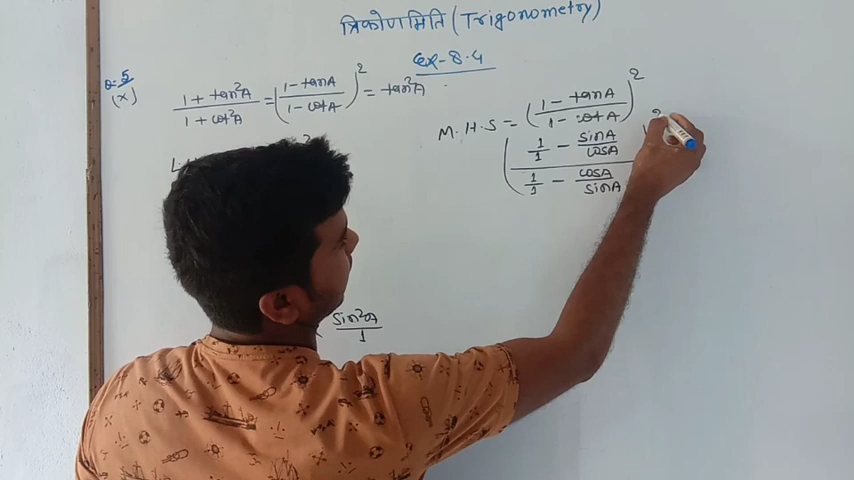 त्रिकोणमिति (Trigonometry)
Ex-8.4
Q.5
(x) (1 + tan²A)/(1 + cot²A) = ((1 - tanA)/(1 - cotA))² = tan²A
M.H.S = ((1 - tanA)/(1 - cotA))²
((1/1 - sinA/cosA)/(1/1 - cosA/sinA)
L
sin²A/1